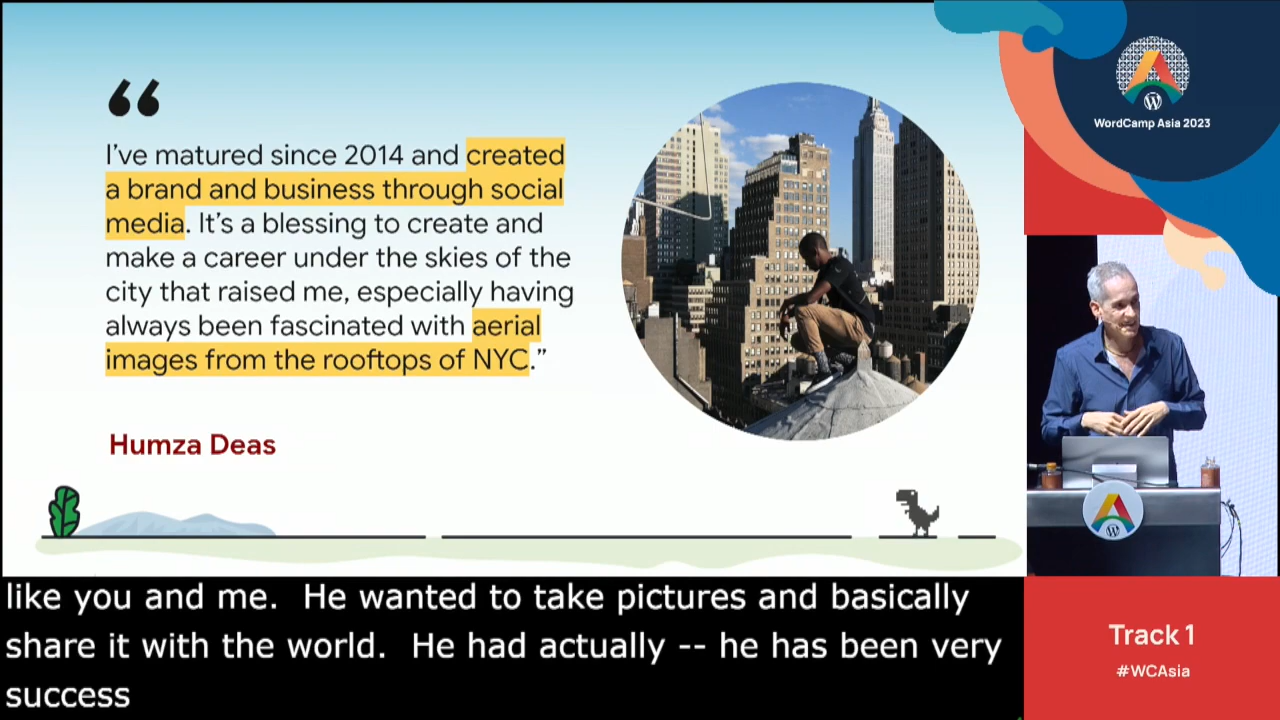 “
I’ve matured since 2014 and created
a brand and business through social
media. It’s a blessing to create and
make a career under the skies of the
city that raised me, especially having
always been fascinated with aerial
images from the rooftops of NYC.”
Humza Deas
WordCamp Asia 2023
like you and me.  He wanted to take pictures and basically
share it with the world.  He had actually -- he has been very
success
Track 1
#WCAsia